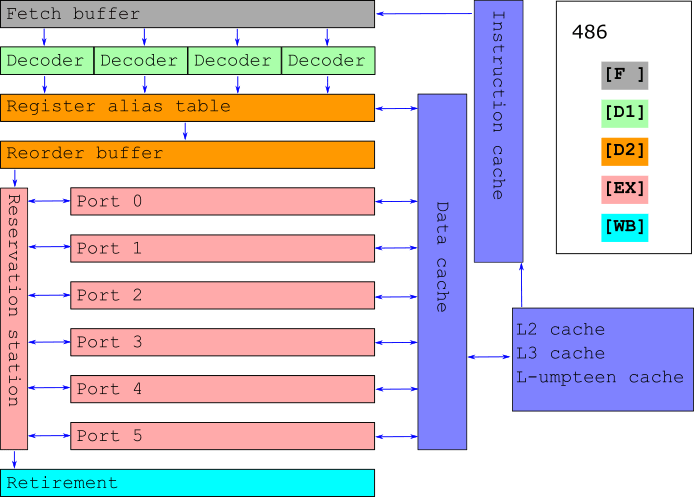 Fetch buffer
Decoder
Decoder
Decoder
Decoder
Register alias table
Reorder buffer
Reservation station
Port 0
Port 1
Port 2
Port 3
Port 4
Port 5
Retirement
Data cache
Instruction cache
L2 cache
L3 cache
L-umpteen cache
486
[F ]
[D1]
[D2]
[EX]
[WB]